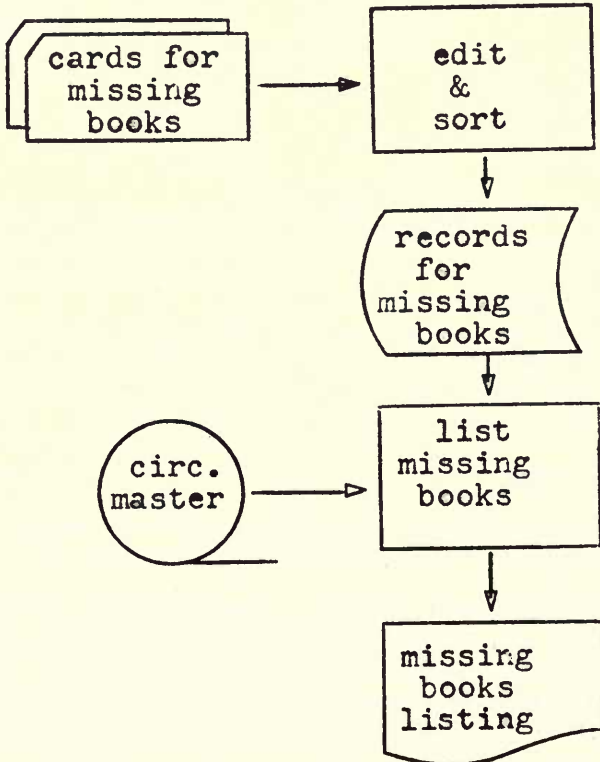 cards for
missing
books
edit
&
sort
records
for
missing
books
circ.
master
list
missing
books
missing
books
listing